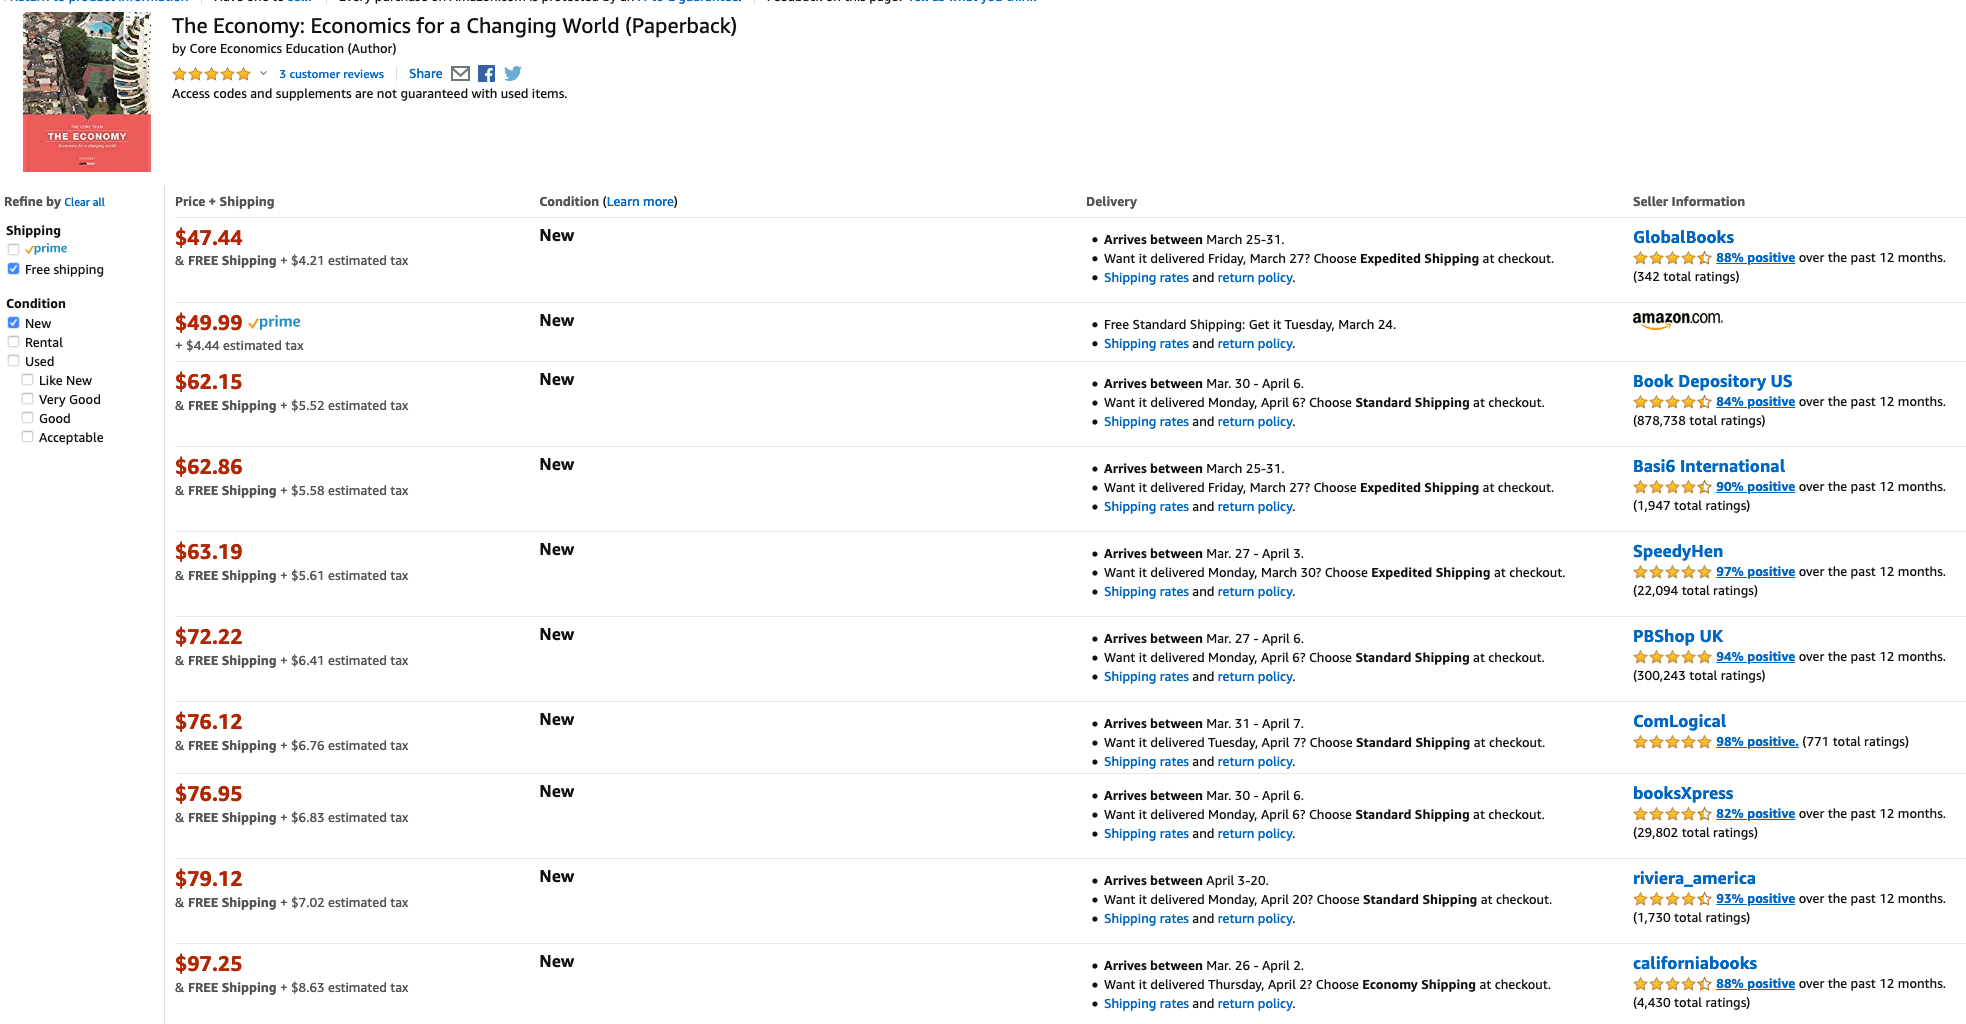 The Economy: Economics for a Changing World (Paperback)
by Core Economics Education (Author)
3 customer reviews
Share
Access codes and supplements are not guaranteed with used items.
THE CORE TEAM
THE ECONOMY
Economics for a changing world
Refine by Clear all
Shipping
prime
Free shipping
Condition
New
Rental
Used
Like New
Very Good
Good
Acceptable
Price + Shipping Condition (Learn more) Delivery Seller Information
$47.44
& FREE Shipping + $4.21 estimated tax
New
Arrives between March 25-31.
Want it delivered Friday, March 27? Choose Expedited Shipping at checkout.
Shipping rates and return policy.
GlobalBooks
88% positive over the past 12 months.
(342 total ratings)
$49.99 prime
+ $4.44 estimated tax
New
Free Standard Shipping: Get it Tuesday, March 24.
Shipping rates and return policy.
amazon.com.
$62.15
& FREE Shipping + $5.52 estimated tax
New
Arrives between Mar. 30 - April 6.
Want it delivered Monday, April 6? Choose Standard Shipping at checkout.
Shipping rates and return policy.
Book Depository US
84% positive over the past 12 months.
(878,738 total ratings)
$62.86
& FREE Shipping + $5.58 estimated tax
New
Arrives between March 25-31.
Want it delivered Friday, March 27? Choose Expedited Shipping at checkout.
Shipping rates and return policy.
Basi6 International
90% positive over the past 12 months.
(1,947 total ratings)
$63.19
& FREE Shipping + $5.61 estimated tax
New
Arrives between Mar. 27 - April 3.
Want it delivered Monday, March 30? Choose Expedited Shipping at checkout.
Shipping rates and return policy.
SpeedyHen
97% positive over the past 12 months.
(22,094 total ratings)
$72.22
& FREE Shipping + $6.41 estimated tax
New
Arrives between Mar. 27 - April 6.
Want it delivered Monday, April 6? Choose Standard Shipping at checkout.
Shipping rates and return policy.
PBShop UK
94% positive over the past 12 months.
(300,243 total ratings)
$76.12
& FREE Shipping + $6.76 estimated tax
New
Arrives between Mar. 31 - April 7.
Want it delivered Tuesday, April 7? Choose Standard Shipping at checkout.
Shipping rates and return policy.
ComLogical
98% positive. (771 total ratings)
$76.95
& FREE Shipping + $6.83 estimated tax
New
Arrives between Mar. 30 - April 6.
Want it delivered Monday, April 6? Choose Standard Shipping at checkout.
Shipping rates and return policy.
booksXpress
82% positive over the past 12 months.
(29,802 total ratings)
$79.12
& FREE Shipping + $7.02 estimated tax
New
Arrives between April 3-20.
Want it delivered Monday, April 20? Choose Standard Shipping at checkout.
Shipping rates and return policy.
riviera_america
93% positive over the past 12 months.
(1,730 total ratings)
$97.25
& FREE Shipping + $8.63 estimated tax
New
Arrives between Mar. 26 - April 2.
Want it delivered Thursday, April 2? Choose Economy Shipping at checkout.
Shipping rates and return policy.
californiabooks
88% positive over the past 12 months.
(4,430 total ratings)